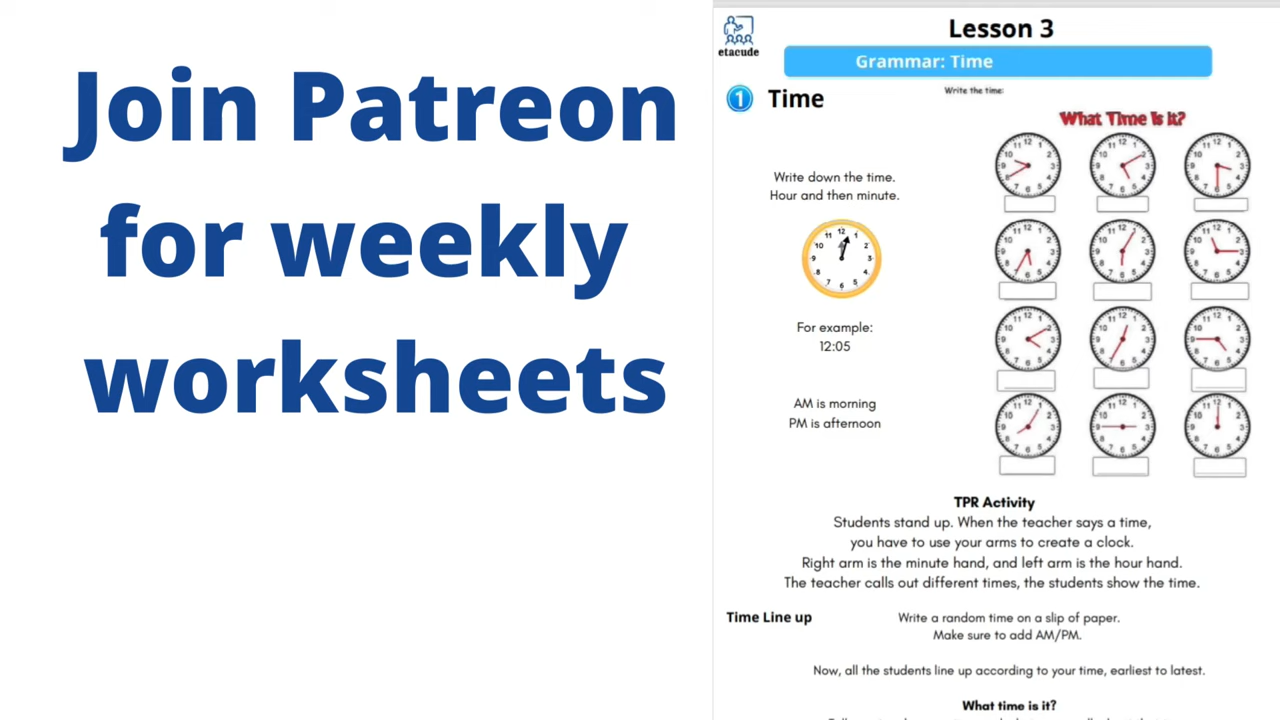 Join Patreon
for weekly
worksheets
etacude
Lesson 3
Grammar: Time
1 Time
Write the time:
What Time Is It?
Write down the time.
Hour and then minute.
For example:
12:05
AM is morning
PM is afternoon
TPR Activity
Students stand up. When the teacher says a time,
you have to use your arms to create a clock.
Right arm is the minute hand, and left arm is the hour hand.
The teacher calls out different times, the students show the time.
Time Line up
Write a random time on a slip of paper.
Make sure to add AM/PM.
Now, all the students line up according to your time, earliest to latest.
What time is it?